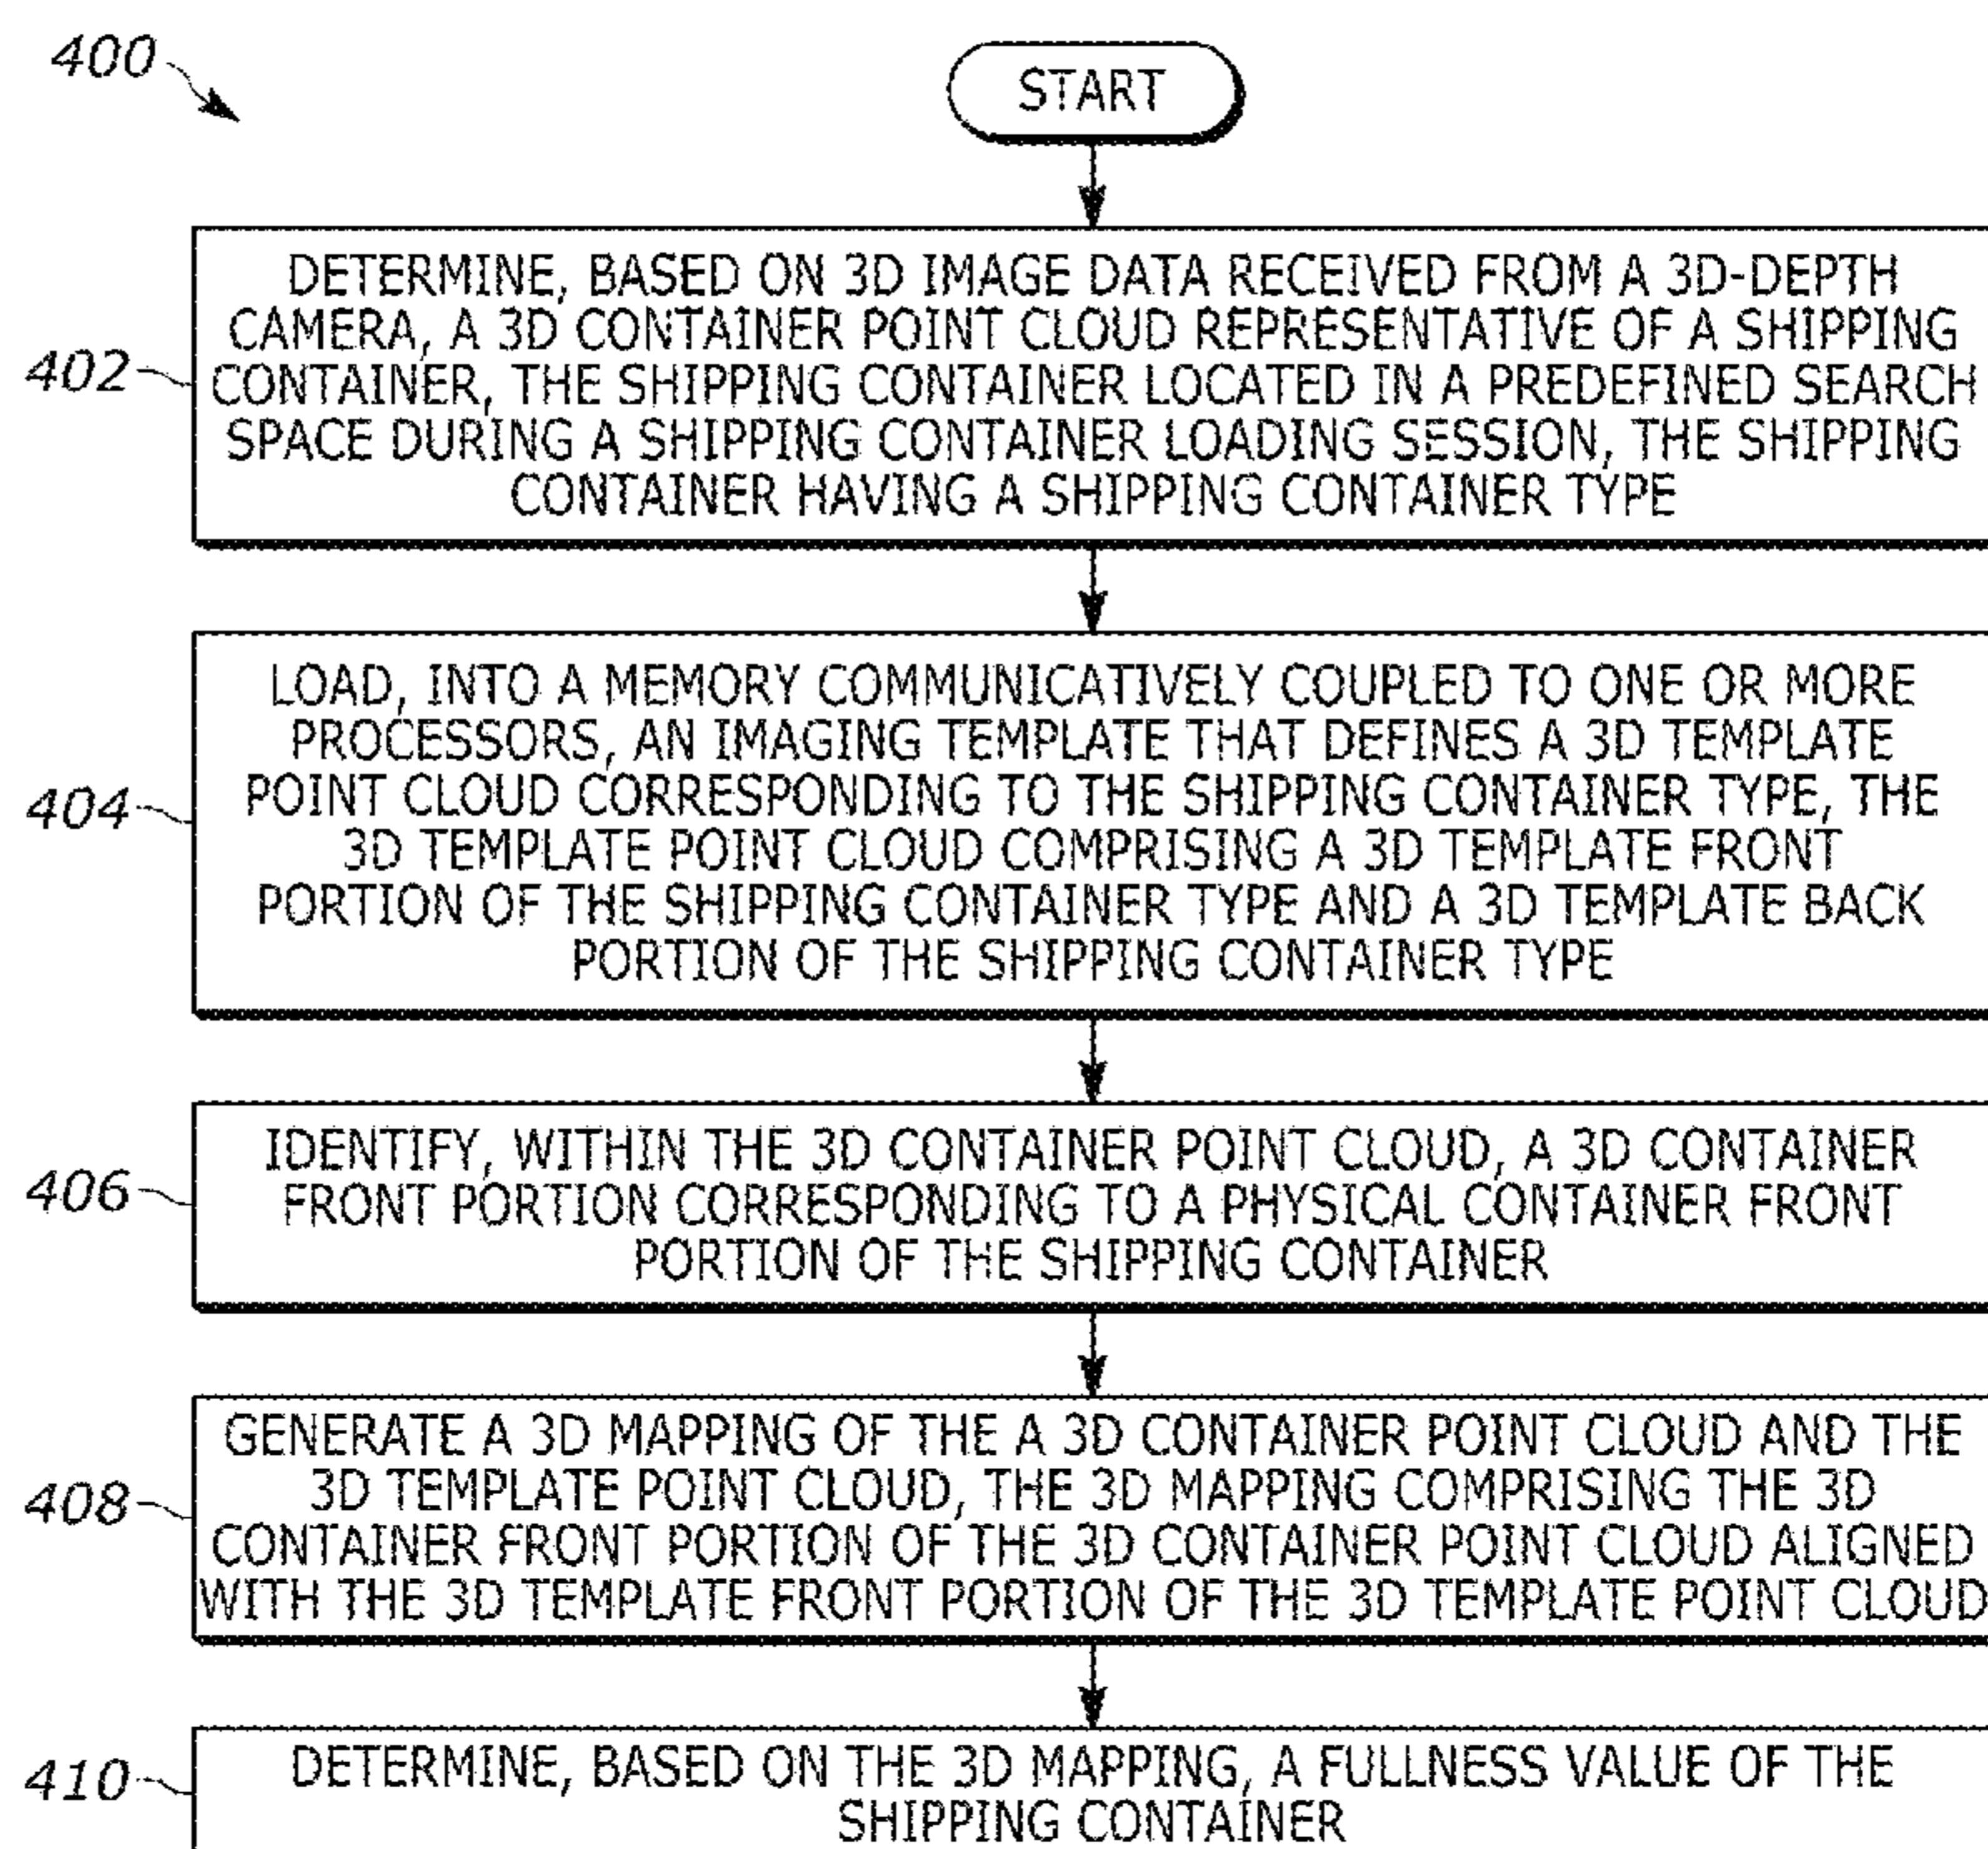 400
START
402
DETERMINE, BASED ON 3D IMAGE DATA RECEIVED FROM A 3D-DEPTH
CAMERA, A 3D CONTAINER POINT CLOUD REPRESENTATIVE OF A SHIPPING
CONTAINER, THE SHIPPING CONTAINER LOCATED IN A PREDEFINED SEARCH
SPACE DURING A SHIPPING CONTAINER LOADING SESSION, THE SHIPPING
CONTAINER HAVING A SHIPPING CONTAINER TYPE
404
LOAD, INTO A MEMORY COMMUNICATIVELY COUPLED TO ONE OR MORE
PROCESSORS, AN IMAGING TEMPLATE THAT DEFINES A 3D TEMPLATE
POINT CLOUD CORRESPONDING TO THE SHIPPING CONTAINER TYPE, THE
3D TEMPLATE POINT CLOUD COMPRISING A 3D TEMPLATE FRONT
PORTION OF THE SHIPPING CONTAINER TYPE AND A 3D TEMPLATE BACK
PORTION OF THE SHIPPING CONTAINER TYPE
406
IDENTIFY, WITHIN THE 3D CONTAINER POINT CLOUD, A 3D CONTAINER
FRONT PORTION CORRESPONDING TO A PHYSICAL CONTAINER FRONT
PORTION OF THE SHIPPING CONTAINER
408
GENERATE A 3D MAPPING OF THE A 3D CONTAINER POINT CLOUD AND THE
3D TEMPLATE POINT CLOUD, THE 3D MAPPING COMPRISING THE 3D
CONTAINER FRONT PORTION OF THE 3D CONTAINER POINT CLOUD ALIGNED
WITH THE 3D TEMPLATE FRONT PORTION OF THE 3D TEMPLATE POINT CLOUD
410
DETERMINE, BASED ON THE 3D MAPPING, A FULLNESS VALUE OF THE
SHIPPING CONTAINER